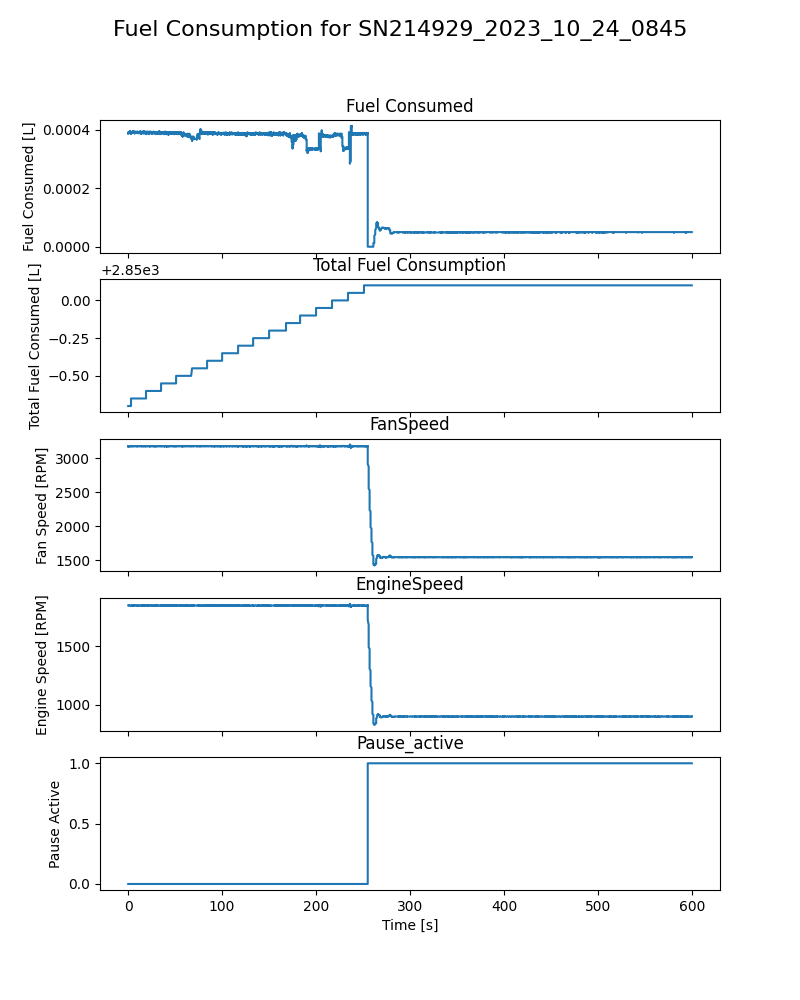 Fuel Consumption for SN214929_2023_10_24_0845
Fuel Consumed
Fuel Consumed [L]
0.0004
0.0002
0.0000
+2.85e3
Total Fuel Consumption
Total Fuel Consumed [L]
0.00
−0.25
−0.50
FanSpeed
Fan Speed [RPM]
3000
2500
2000
1500
EngineSpeed
Engine Speed [RPM]
1500
1000
Pause_active
Pause Active
1.0
0.5
0.0
0 100 200 300 400 500 600
Time [s]